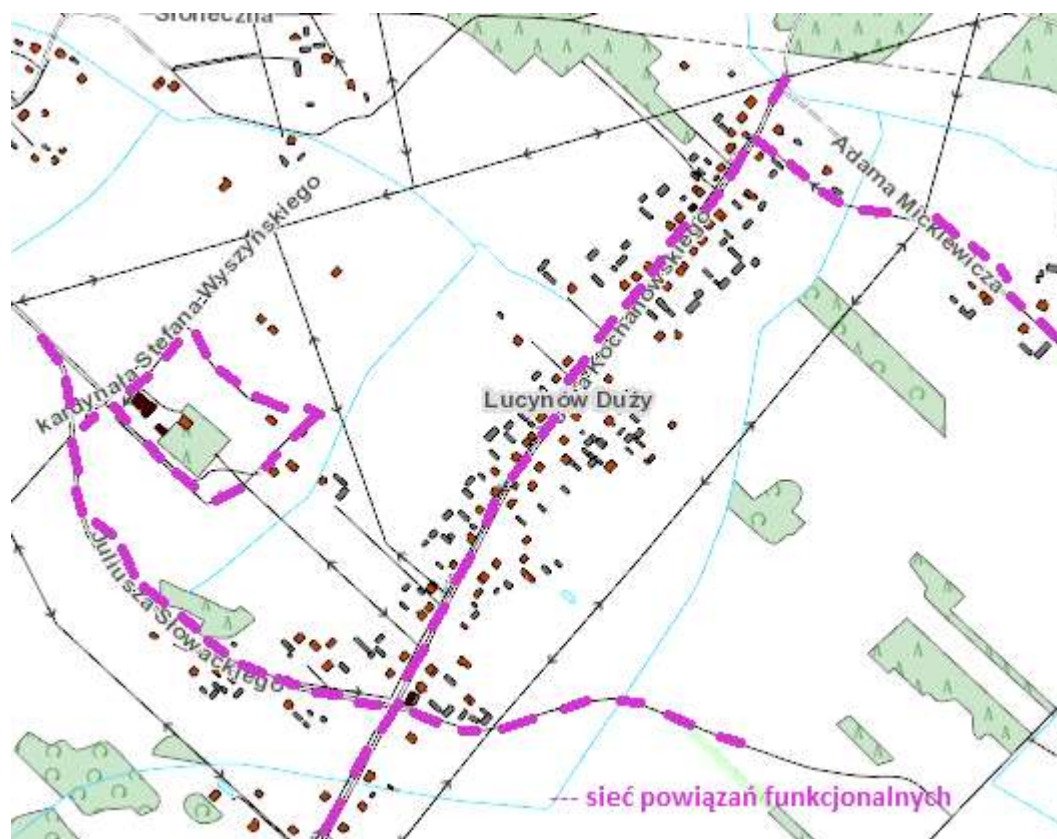 Słoneczna
Adama Mickiewicza
kardynała Stefana Wyszyńskiego
a Kochanowskiego
Lucynów Duży
Juliusza Słowackiego
--- sieć powiązań funkcjonalnych